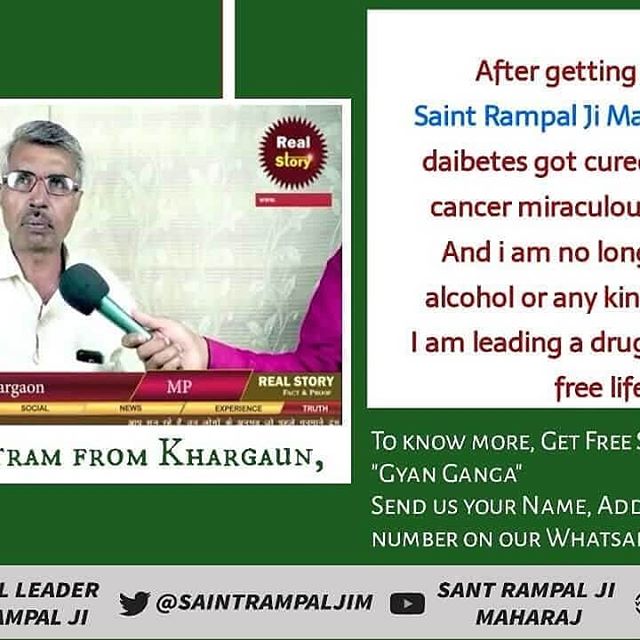 Real
Story
www.
argaon
MP
REAL STORY
FACT & PROOF
SOCIAL
NEWS
EXPERIENCE
TRUTH
TRAM FROM KHARGAUN,
After getting
Saint Rampal Ji Ma
daibetes got cure
cancer miraculou
And i am no long
alcohol or any kin
I am leading a drug
free life
TO KNOW MORE, GET FREE S
"GYAN GANGA"
SEND US YOUR NAME, ADD
NUMBER ON OUR WHATSA
L LEADER
AMPAL JI
@SAINTRAMPALJIM
SANT RAMPAL JI
MAHARAJ